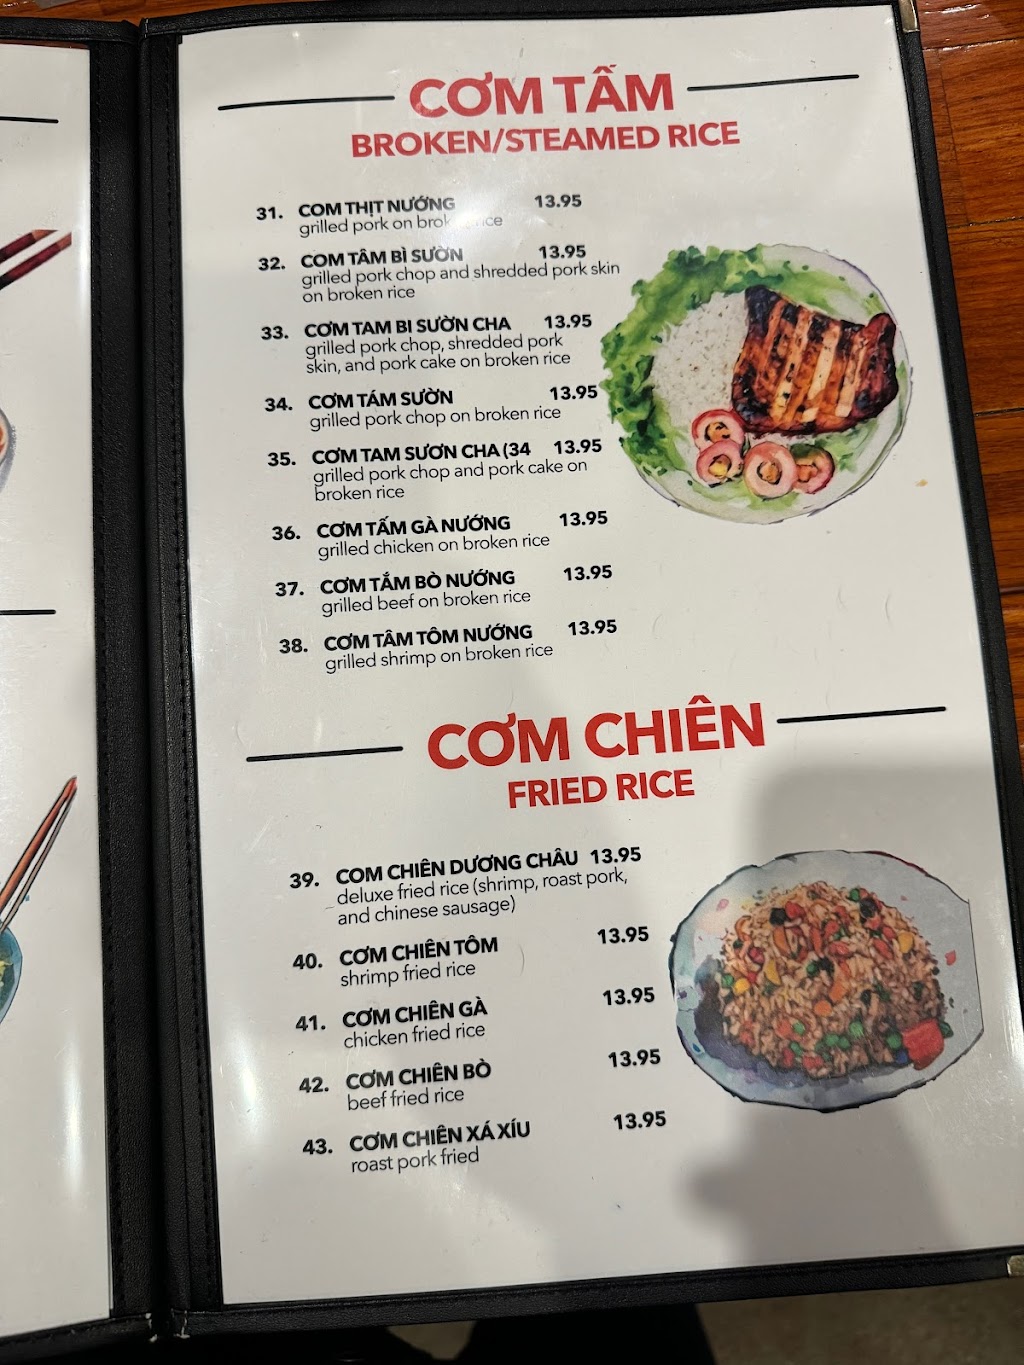 CƠM TẤM
BROKEN/STEAMED RICE
31. COM THỊT NƯỚNG 13.95
grilled pork on broken rice
32. COM TÂM BÌ SƯỜN 13.95
grilled pork chop and shredded pork skin
on broken rice
33. CƠM TAM BI SƯỜN CHA 13.95
grilled pork chop, shredded pork
skin, and pork cake on broken rice
34. CƠM TÁM SƯỜN 13.95
grilled pork chop on broken rice
35. CƠM TAM SƯƠN CHA (34 13.95
grilled pork chop and pork cake on
broken rice
36. CƠM TẤM GÀ NƯỚNG 13.95
grilled chicken on broken rice
37. CƠM TẮM BÒ NƯỚNG 13.95
grilled beef on broken rice
38. CƠM TÂM TÔM NƯỚNG 13.95
grilled shrimp on broken rice
CƠM CHIÊN
FRIED RICE
39. COM CHIÊN DƯƠNG CHÂU 13.95
deluxe fried rice (shrimp, roast pork,
and chinese sausage)
40. CƠM CHIÊN TÔM 13.95
shrimp fried rice
41. CƠM CHIÊN GÀ 13.95
chicken fried rice
42. CƠM CHIÊN BÒ 13.95
beef fried rice
43. CƠM CHIÊN XÁ XÍU 13.95
roast pork fried